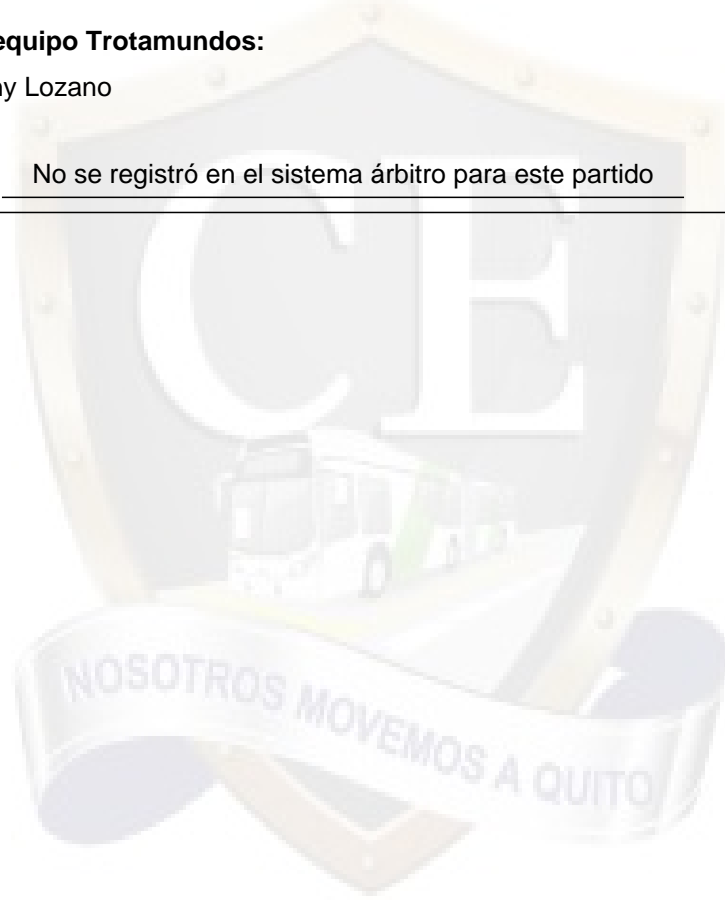 equipo Trotamundos:
Lozano
No se registró en el sistema árbitro para este partido
CE
NOSOTROS MOVEMOS A QUITO